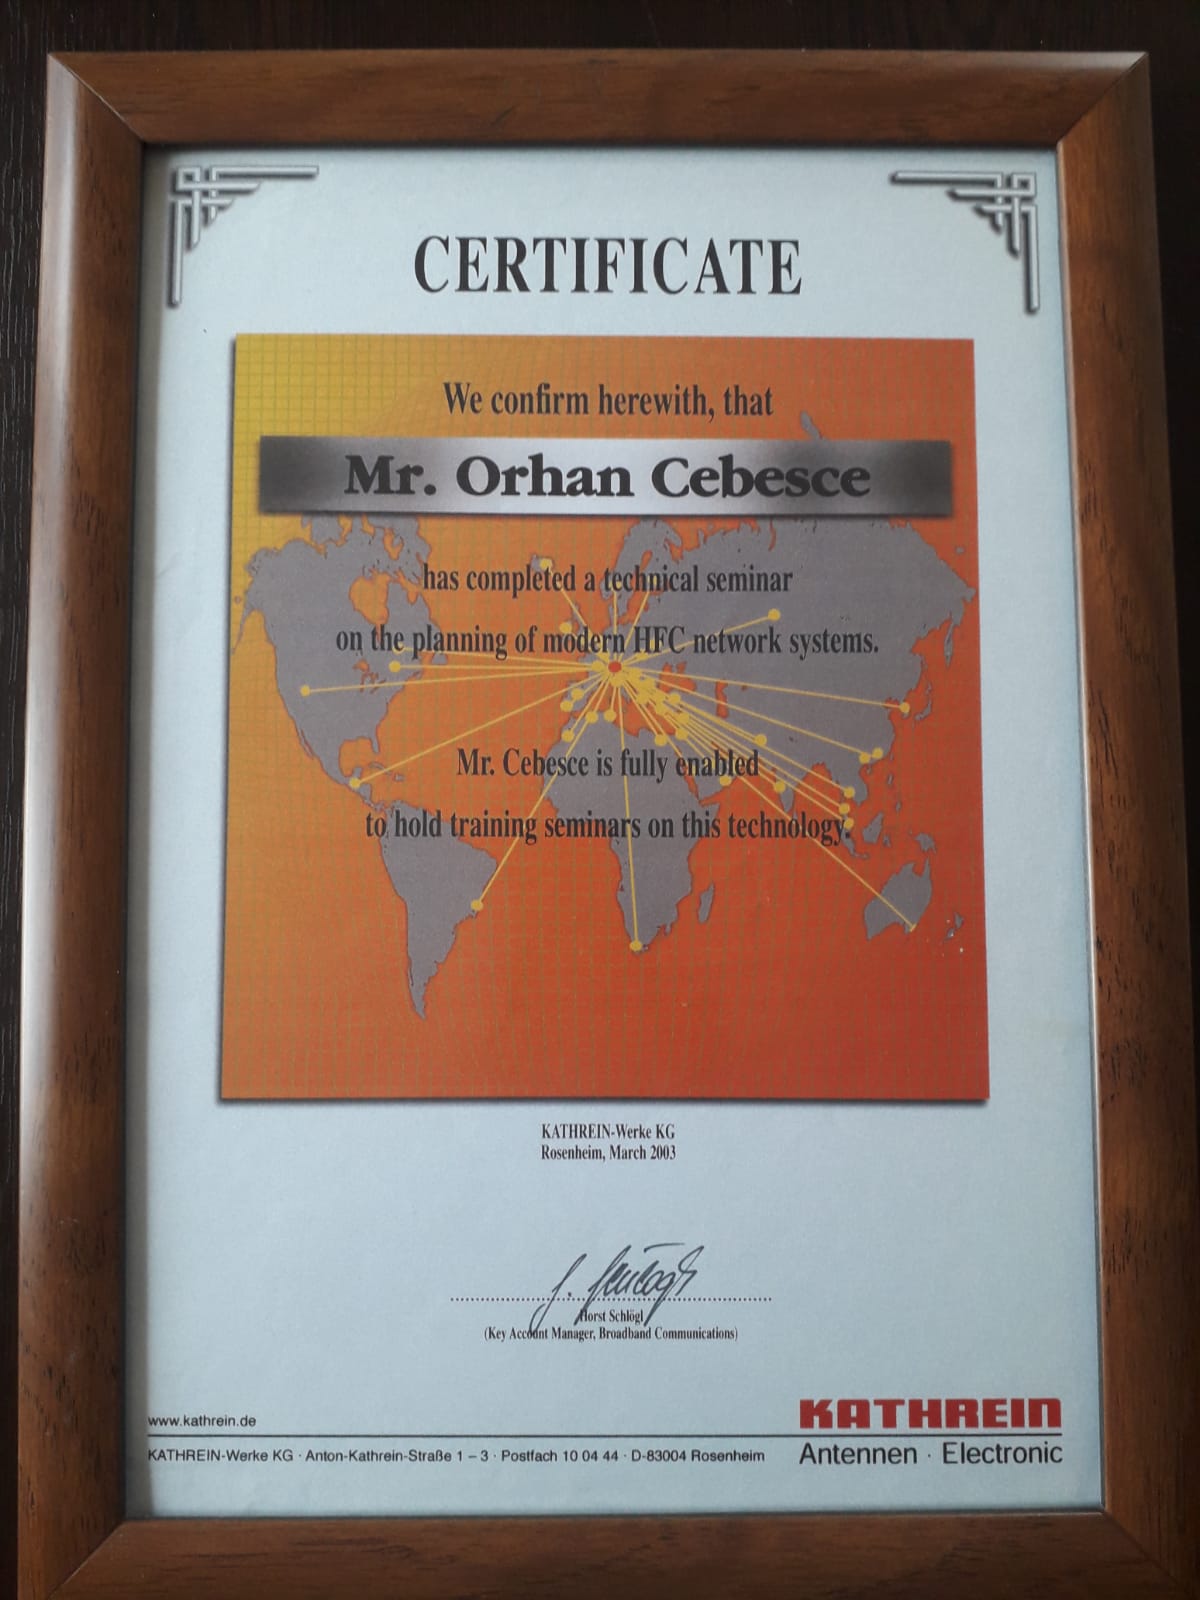 CERTIFICATE
We confirm herewith, that
Mr. Orhan Cebesce
has completed a technical seminar
on the planning of modern HFC network systems.
Mr. Cebesce is fully enabled
to hold training seminars on this technology.
KATHREIN-Werke KG
Rosenheim, March 2003
Horst Schlögl
(Key Account Manager, Broadband Communications)
www.kathrein.de
KATHREIN-Werke KG · Anton-Kathrein-Straße 1 – 3 · Postfach 10 04 44 · D-83004 Rosenheim
KATHREIN
Antennen · Electronic